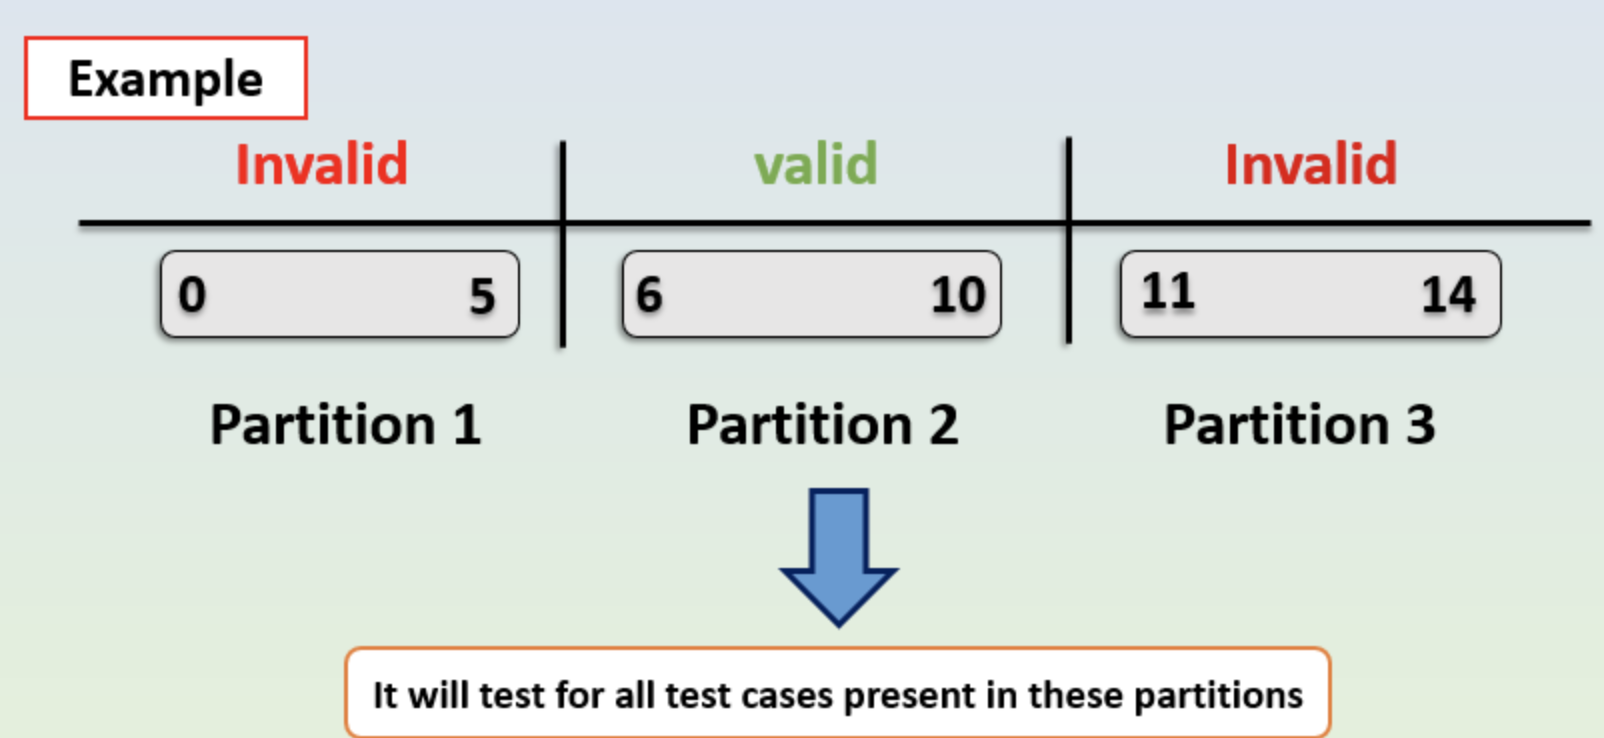 Example
Invalid valid Invalid
0 5 6 10 11 14
Partition 1 Partition 2 Partition 3
It will test for all test cases present in these partitions